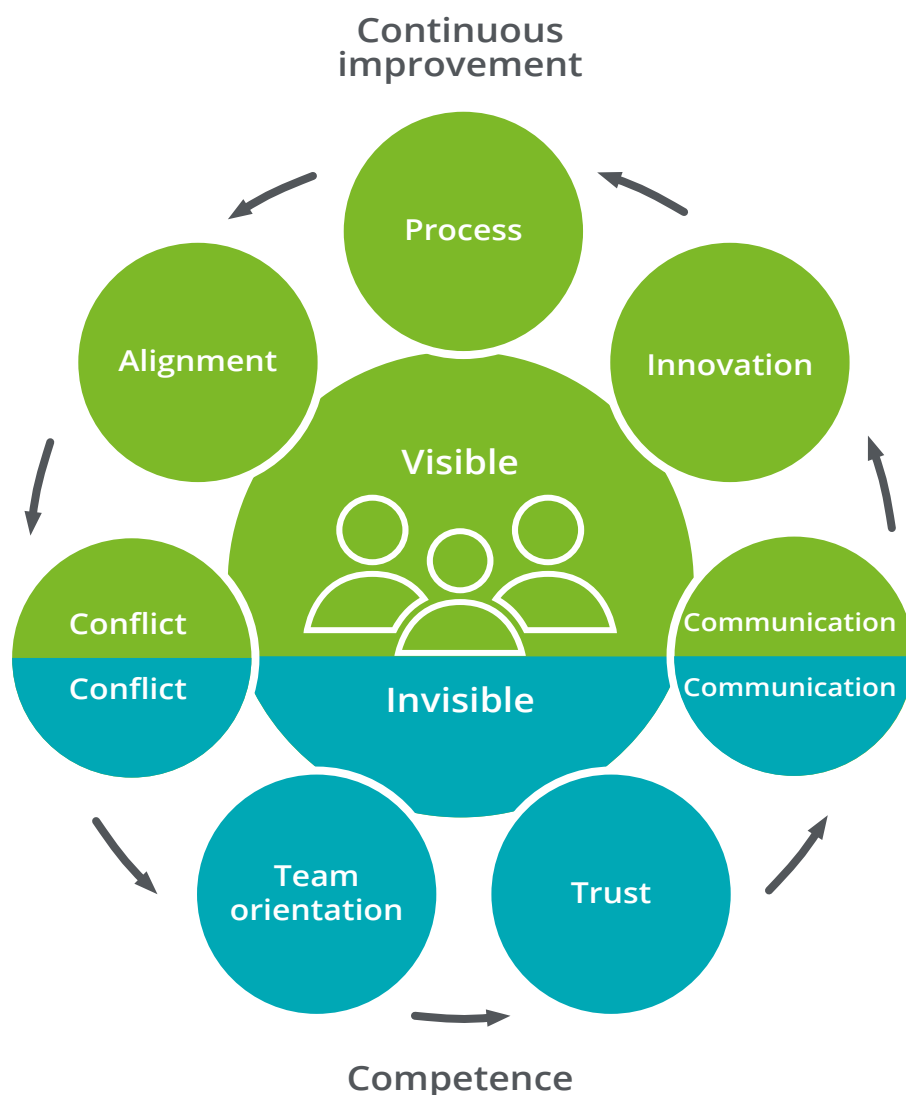 Continuous
improvement
Process
Alignment
Innovation
Visible
Conflict
Communication
Conflict
Communication
Invisible
Team
orientation
Trust
Competence